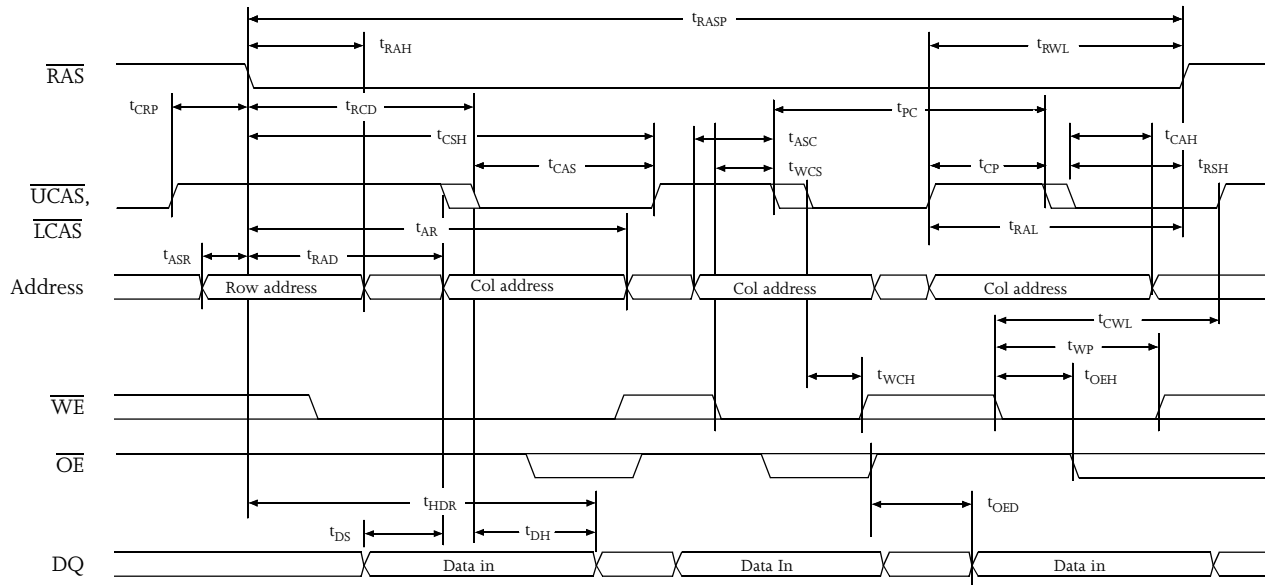 tRASP
tRAH
tRWL
RAS
tCRP
tRCD
tPC
tCSH
tASC
tCAH
tCAS
tWCS
tCP
tRSH
UCAS,
LCAS
tAR
tRAL
tASR
tRAD
Address
Row address
Col address
Col address
Col address
tCWL
tWP
tWCH
tOEH
WE
OE
tHDR
tOED
tDS
tDH
DQ
Data in
Data In
Data in